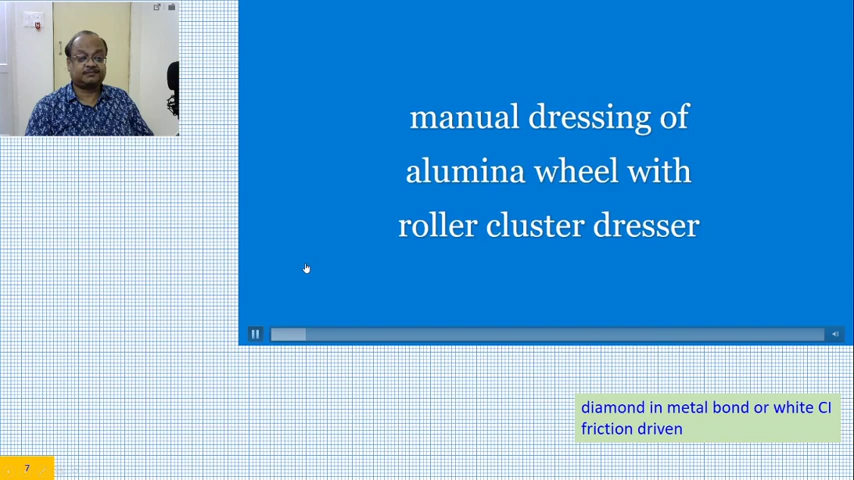 manual dressing of
alumina wheel with
roller cluster dresser
diamond in metal bond or white CI
friction driven
7